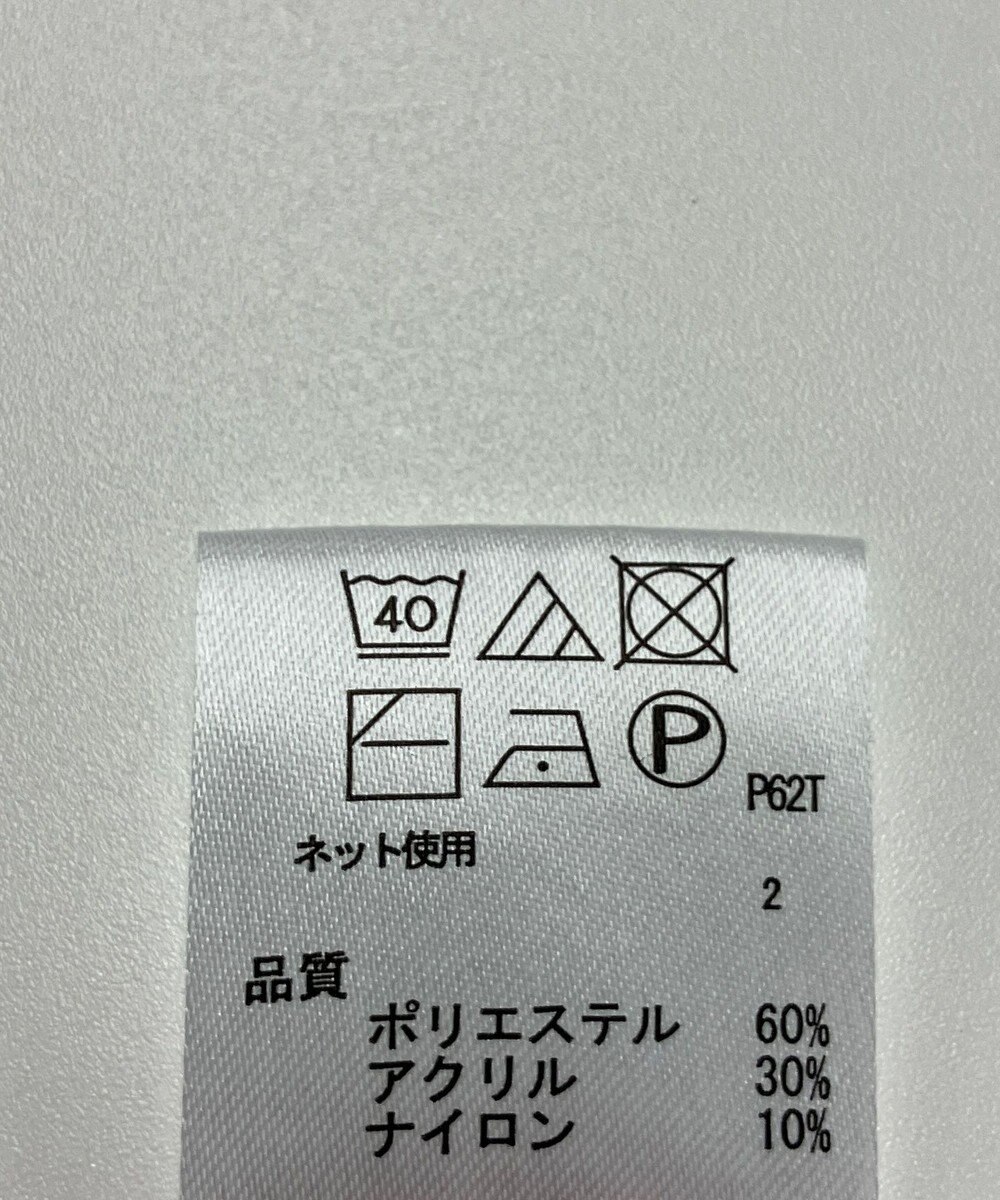 40
P
P62T
ネット使用
2
品質
ポリエステル 60%
アクリル 30%
ナイロン 10%